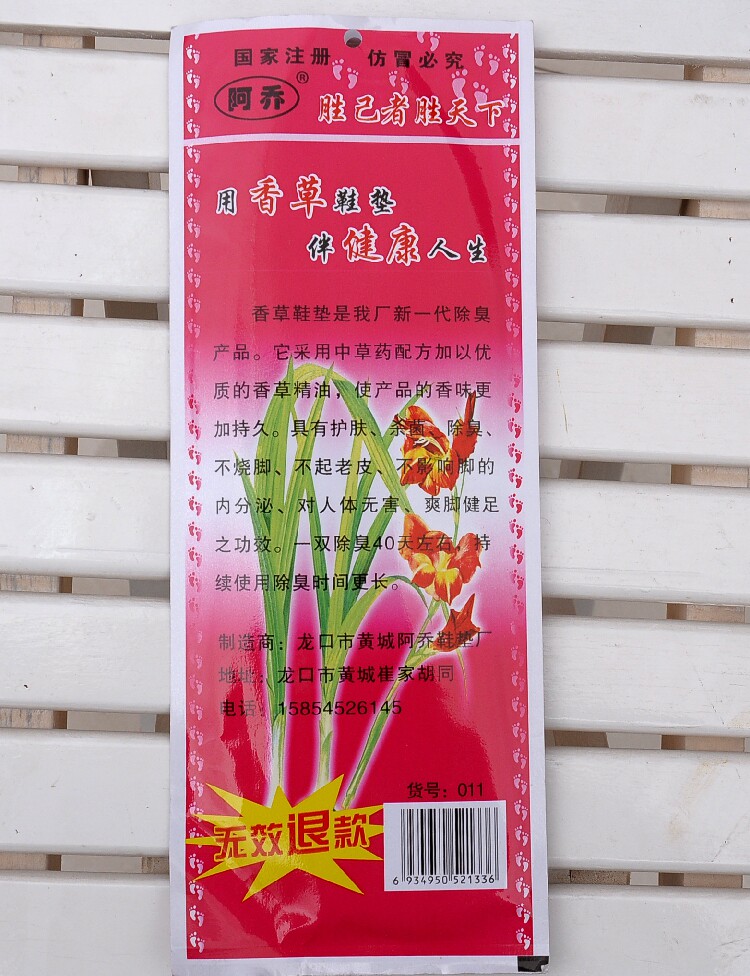 国家注册 仿冒必究
阿乔®
胜己者胜天下
用香草鞋垫
伴健康人生
香草鞋垫是我厂新一代除臭
产品。它采用中草药配方加以优
质的香草精油，使产品的香味更
加持久。具有护肤、杀菌、除臭、
不烧脚、不起老皮、不影响脚的
内分泌、对人体无害 爽脚健足
之功效。一双除臭40天左右，持
续使用除臭时间更长。
制造商：龙口市黄城阿乔鞋垫厂
地址：龙口市黄城崔家胡同
电话：15854526145
货号：011
无效退款
6 934950 521336